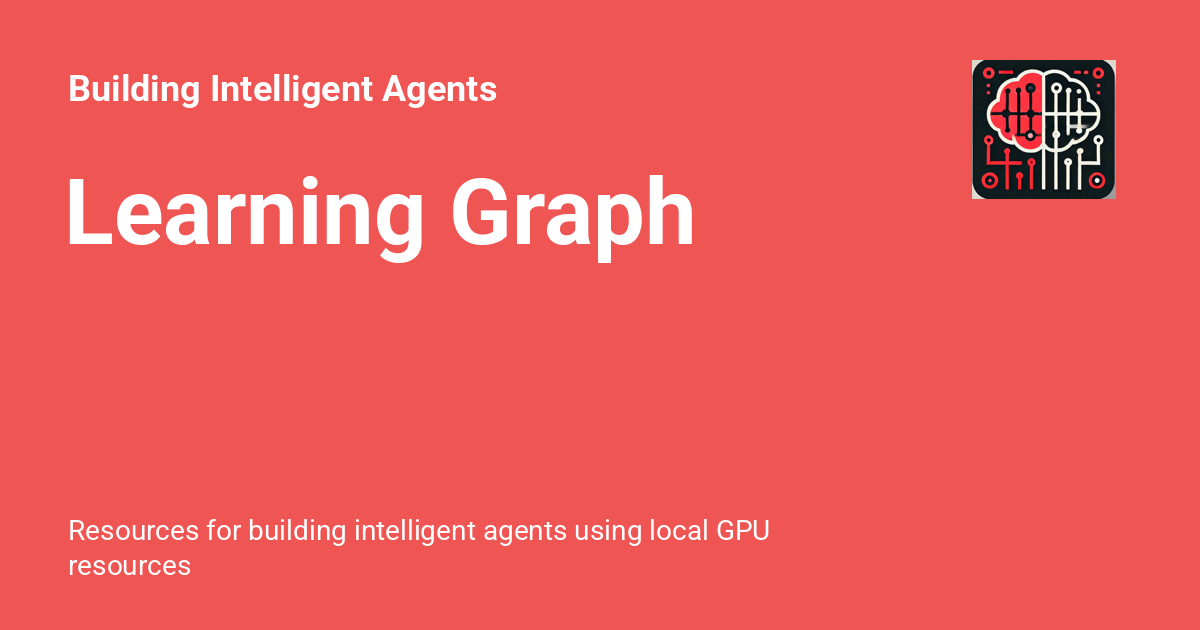 Building Intelligent Agents
Learning Graph
Resources for building intelligent agents using local GPU
resources